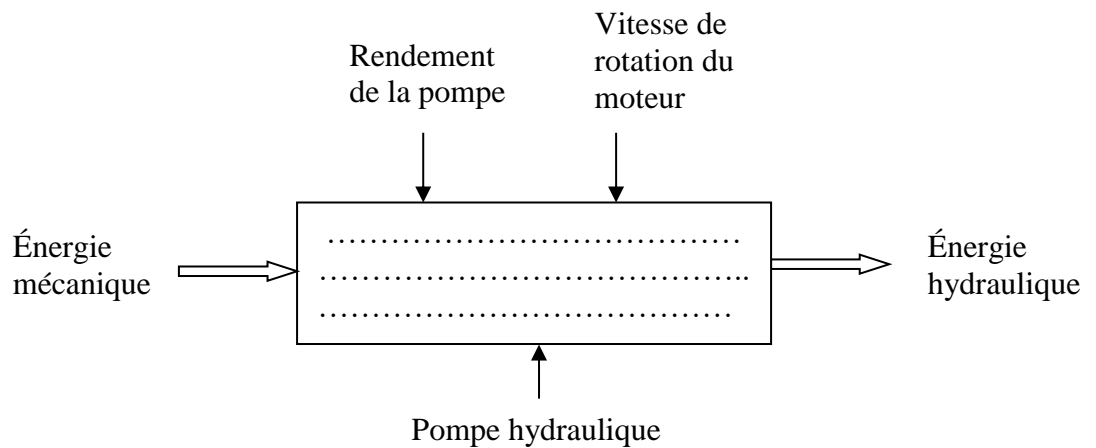 Rendement
de la pompe
Vitesse de
rotation du
moteur
Énergie
mécanique
……………………………………
……………………………………..
……………………………………
Énergie
hydraulique
Pompe hydraulique